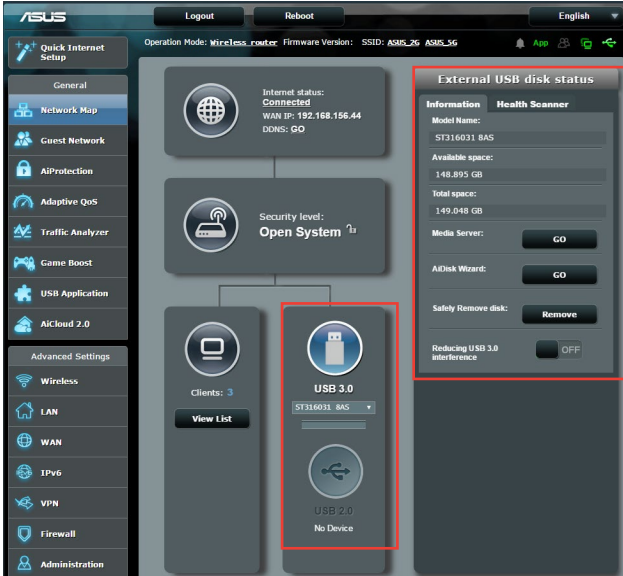 ASUS
Logout
Reboot
English
Quick Internet
Setup
Operation Mode: Wireless router Firmware Version: SSID: ASUS_2G ASUS_5G
App
General
Network Map
Guest Network
AiProtection
Adaptive QoS
Traffic Analyzer
Game Boost
USB Application
AiCloud 2.0
Advanced Settings
Wireless
LAN
WAN
IPv6
VPN
Firewall
Administration
Internet status:
Connected
WAN IP: 192.168.156.44
DDNS: GO
Security level:
Open System
Clients: 3
View List
USB 3.0
ST316031 8AS
USB 2.0
No Device
External USB disk status
Information Health Scanner
Model Name:
ST316031 8AS
Available space:
148.895 GB
Total space:
149.048 GB
Media Server:
GO
AiDisk Wizard:
GO
Safely Remove disk:
Remove
Reducing USB 3.0
interference
OFF